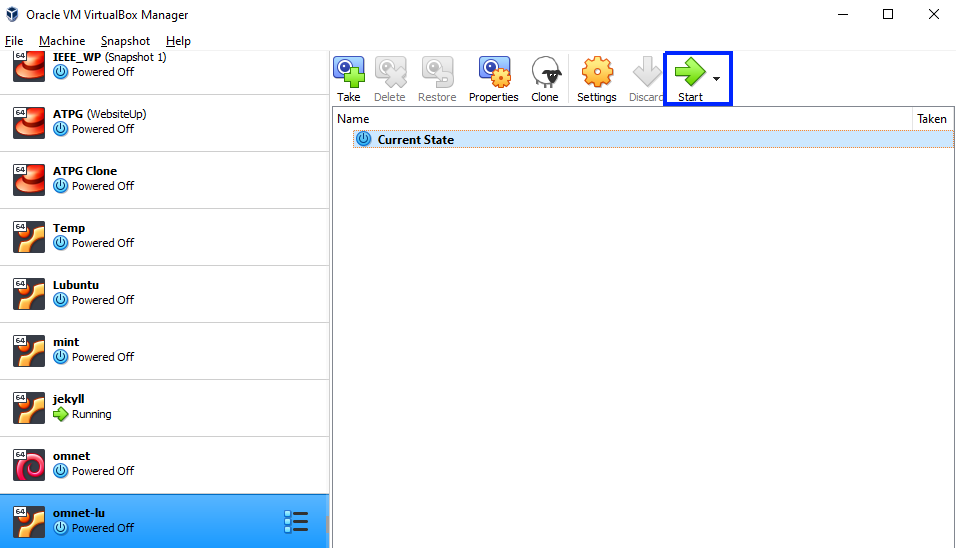 Oracle VM VirtualBox Manager
File Machine Snapshot Help
64 IEEE_WP (Snapshot 1)
Powered Off
64 ATPG (WebsiteUp)
Powered Off
64 ATPG Clone
Powered Off
64 Temp
Powered Off
64 Lubuntu
Powered Off
64 mint
Powered Off
64 jekyll
Running
64 omnet
Powered Off
64 omnet-lu
Powered Off
Take Delete Restore Properties Clone Settings Discard Start
Name Taken
Current State